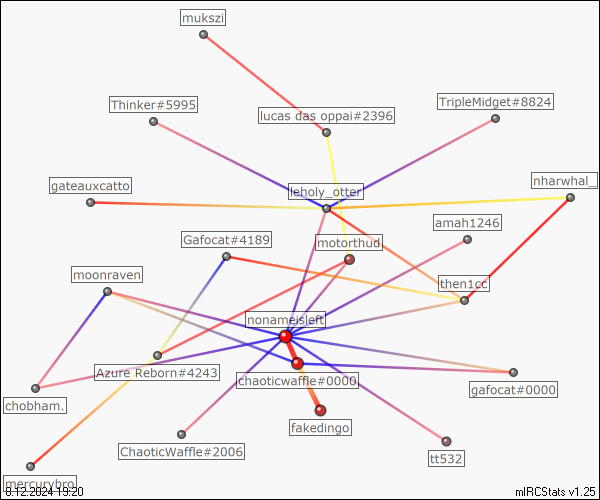 mukszi
Thinker#5995
TripleMidget#8824
lucas das oppai#2396
gateauxcatto
leholy_otter
nharwhal_
amah1246
Gafocat#4189
motorthud
moonraven
then1cc
nonameisleft
Azure Reborn#4243
chaoticwaffle#0000
gafocat#0000
chobham.
fakedingo
ChaoticWaffle#2006
tt532
mercurybro
8.12.2024 19:20
mIRCStats v1.25